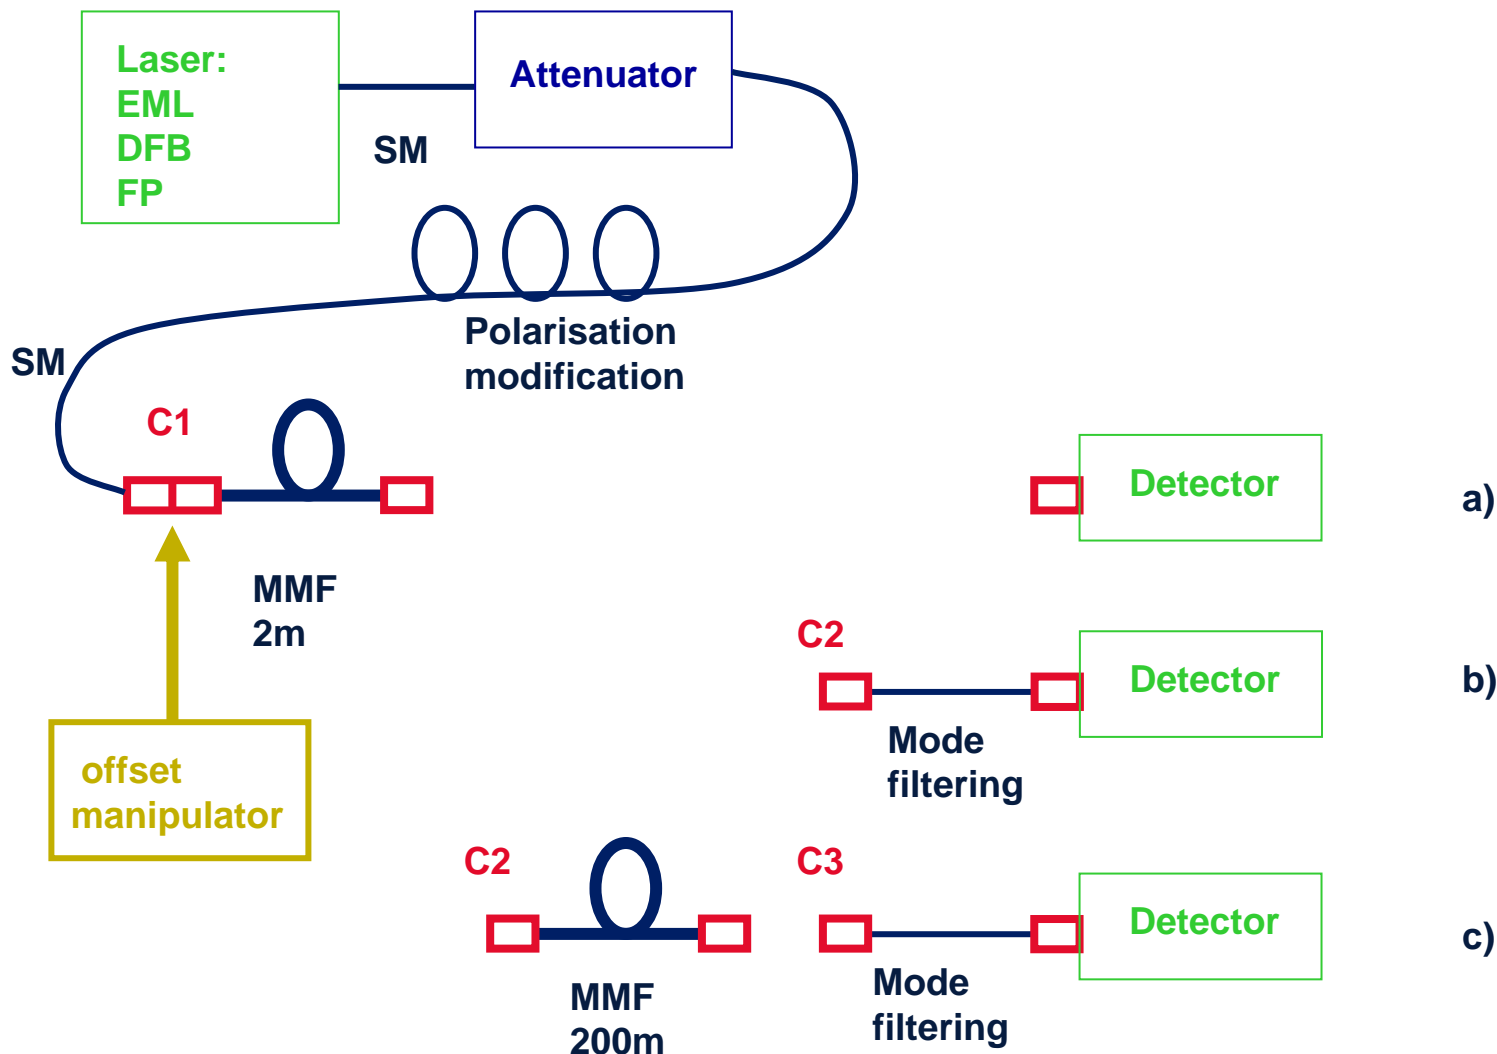 Laser:
EML
DFB
FP
Attenuator
SM
Polarisation
modification
SM
C1
MMF
2m
offset
manipulator
Detector
a)
C2
Mode
filtering
Detector
b)
C2
MMF
200m
C3
Mode
filtering
Detector
c)